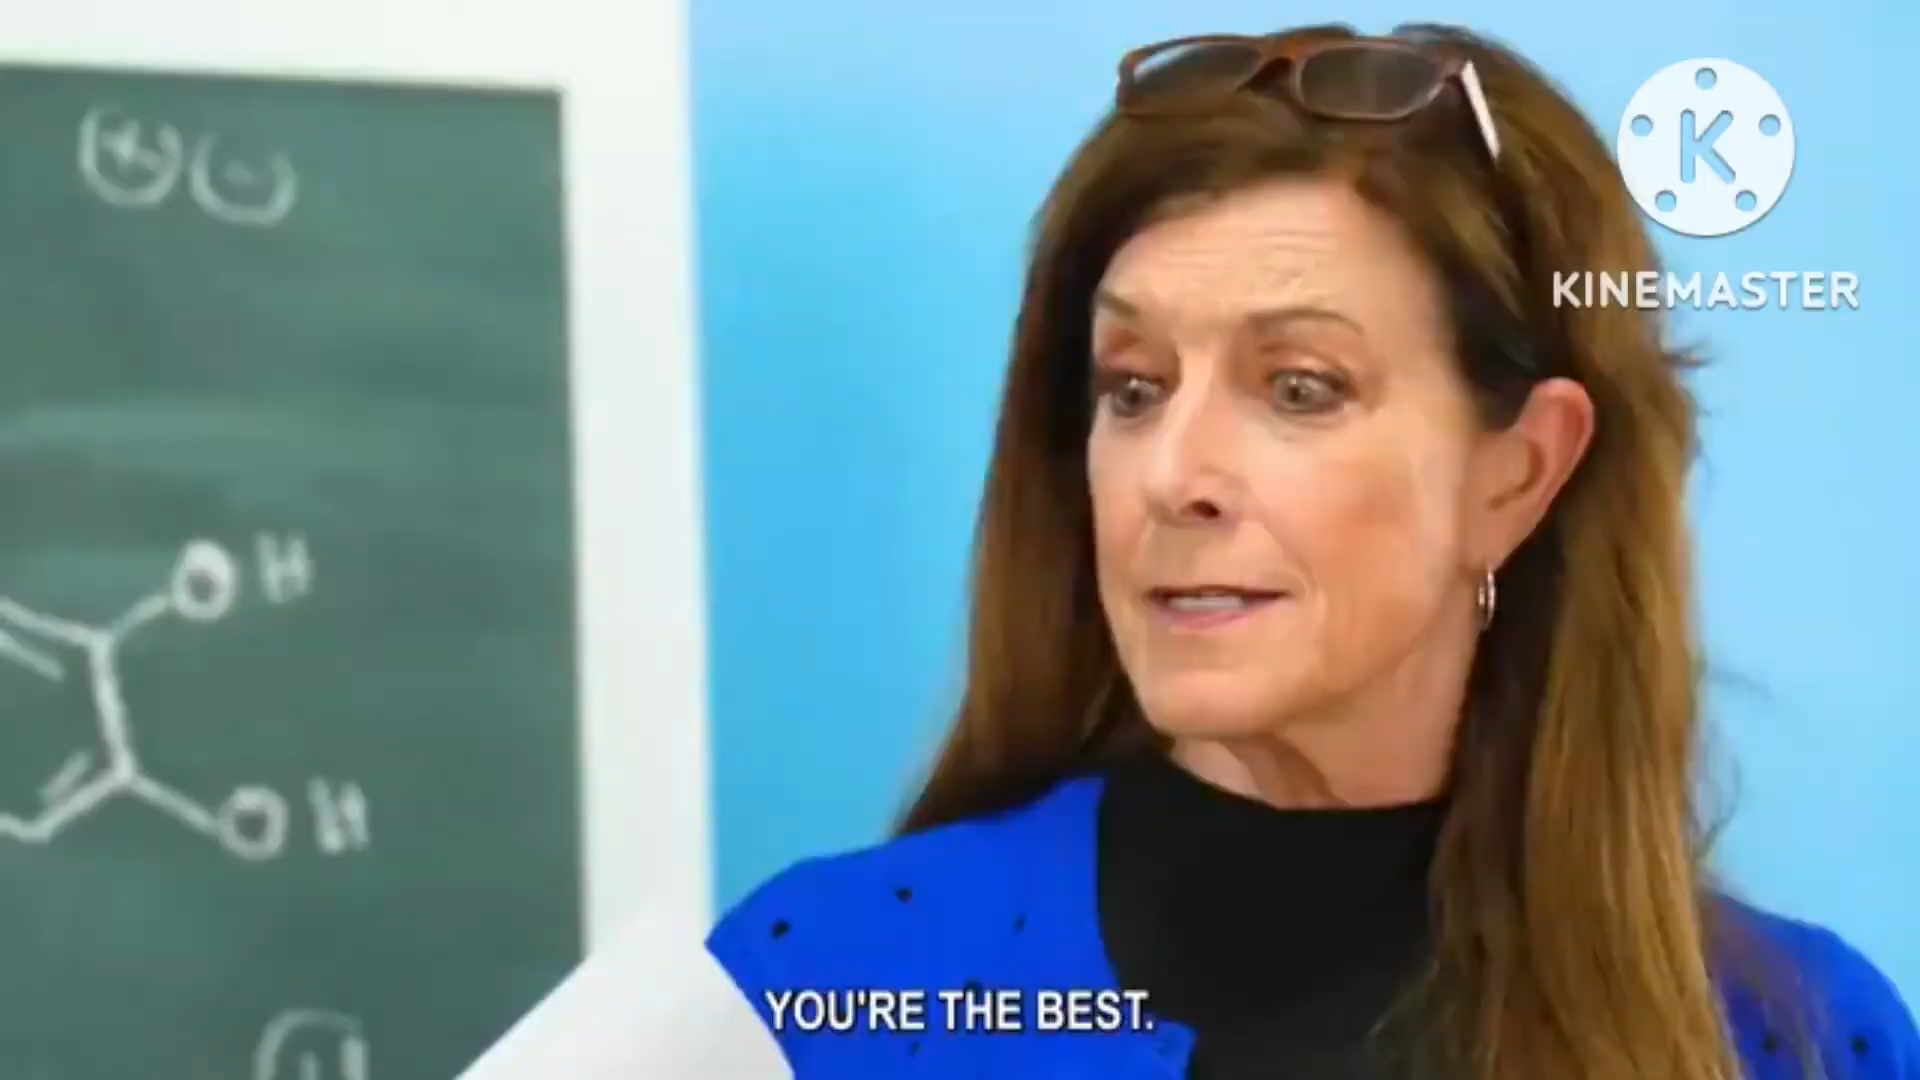 + -
K
KINEMASTER
O H
O H
YOU'RE THE BEST.